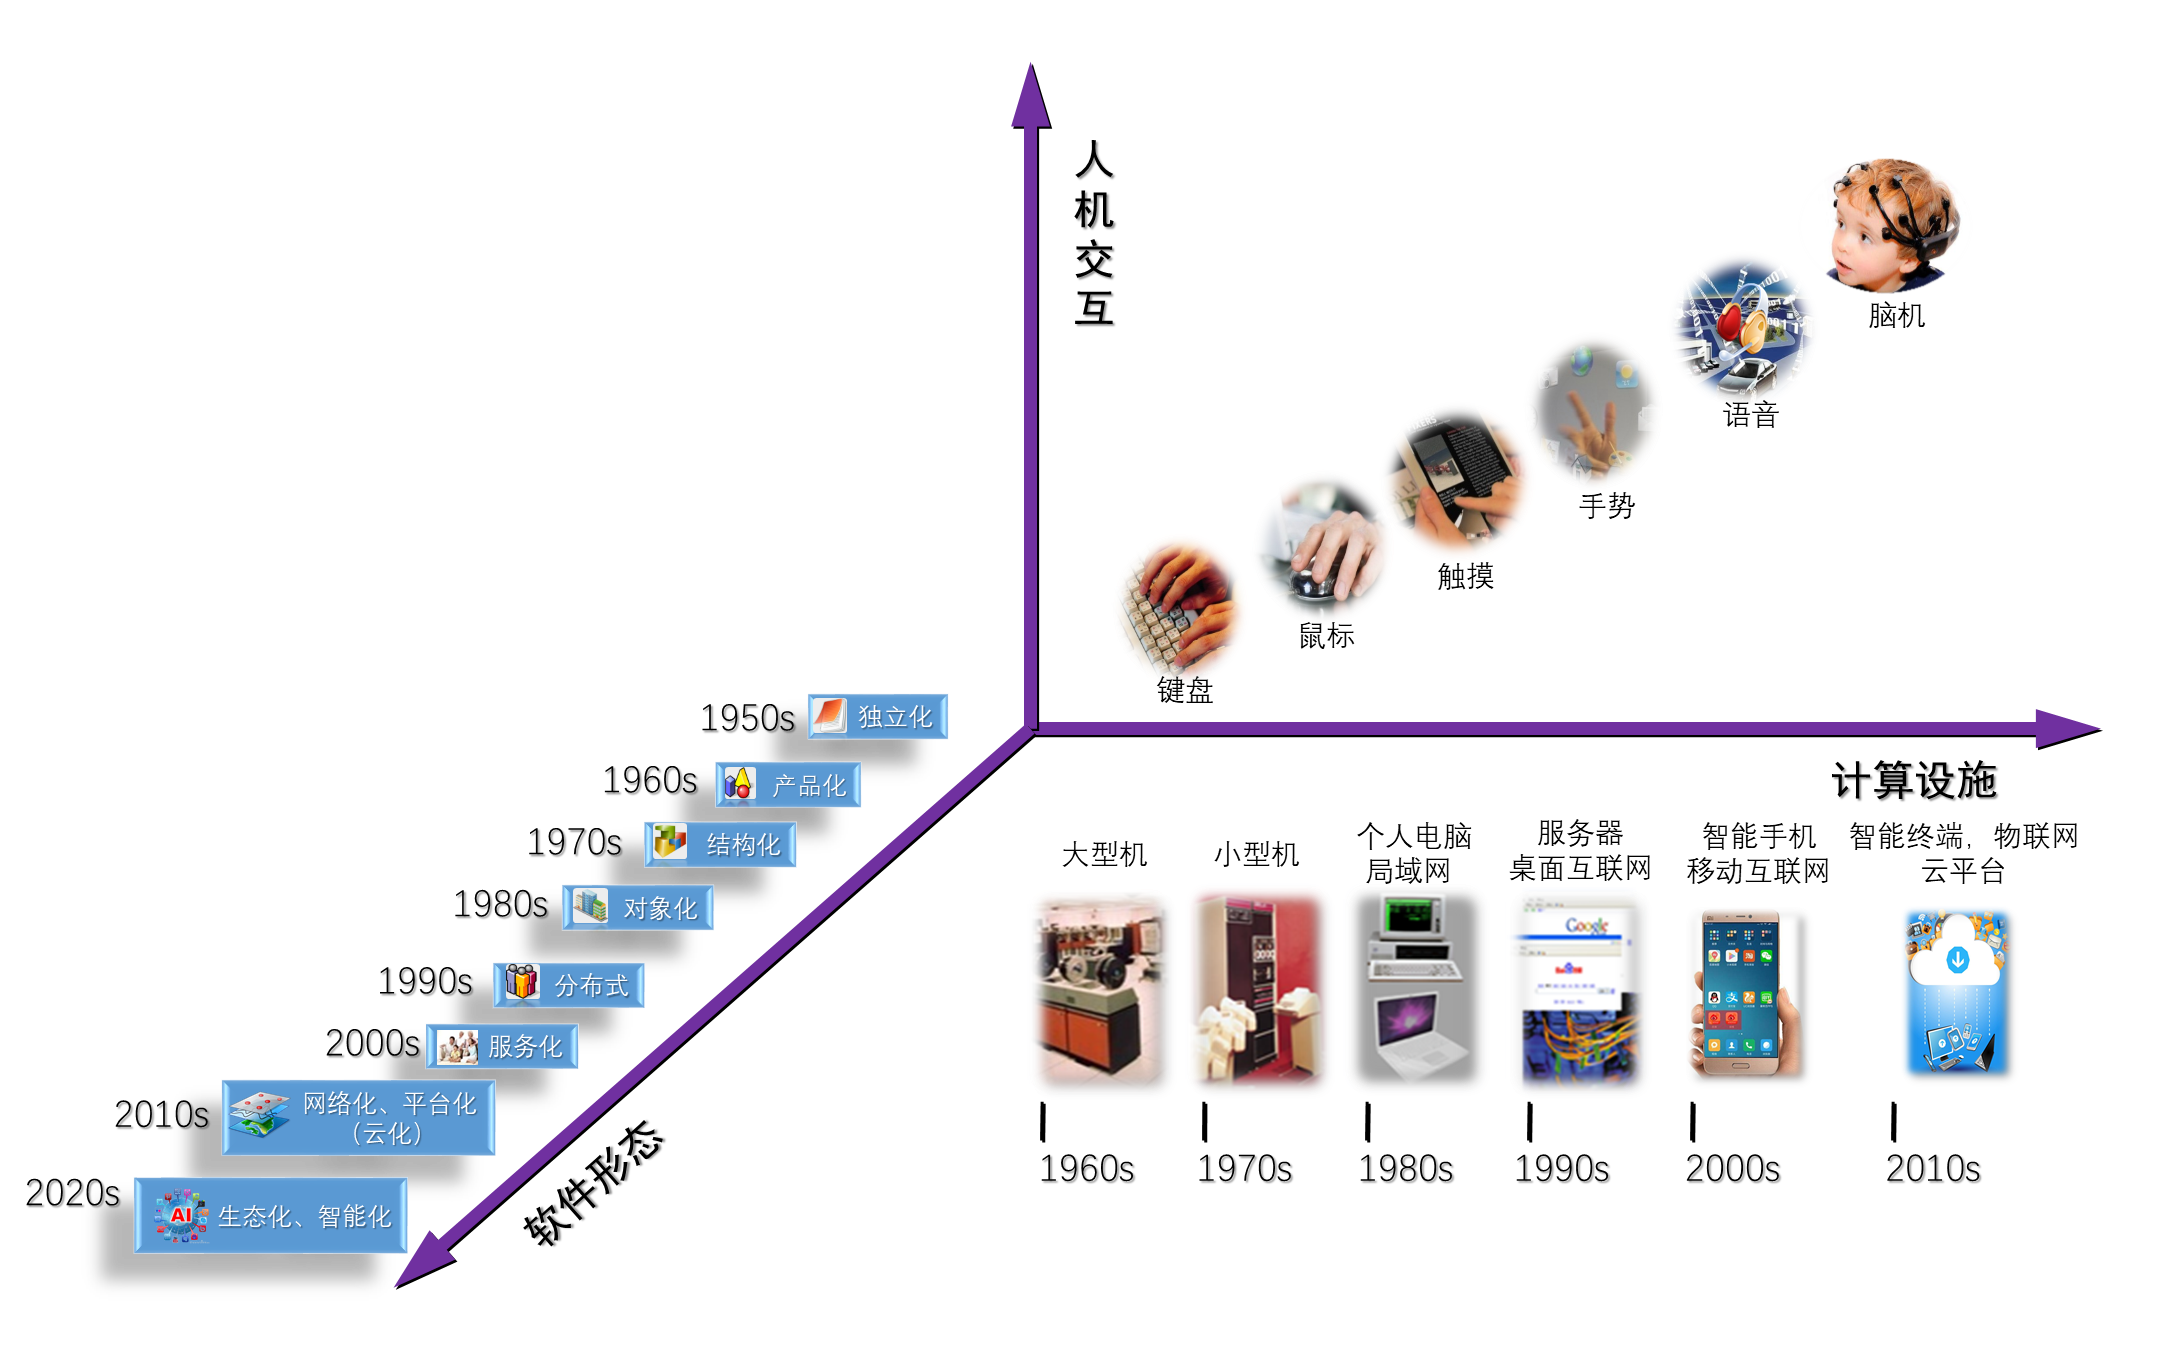 人
机
交
互
脑机
语音
手势
触摸
鼠标
键盘
计算设施
大型机
小型机
个人电脑
局域网
服务器
桌面互联网
智能手机
移动互联网
智能终端，物联网
云平台
Google
1960s
1970s
1980s
1990s
2000s
2010s
1950s 独立化
1960s 产品化
1970s 结构化
1980s 对象化
1990s 分布式
2000s 服务化
2010s 网络化、平台化
（云化）
2020s AI 生态化、智能化
软件形态